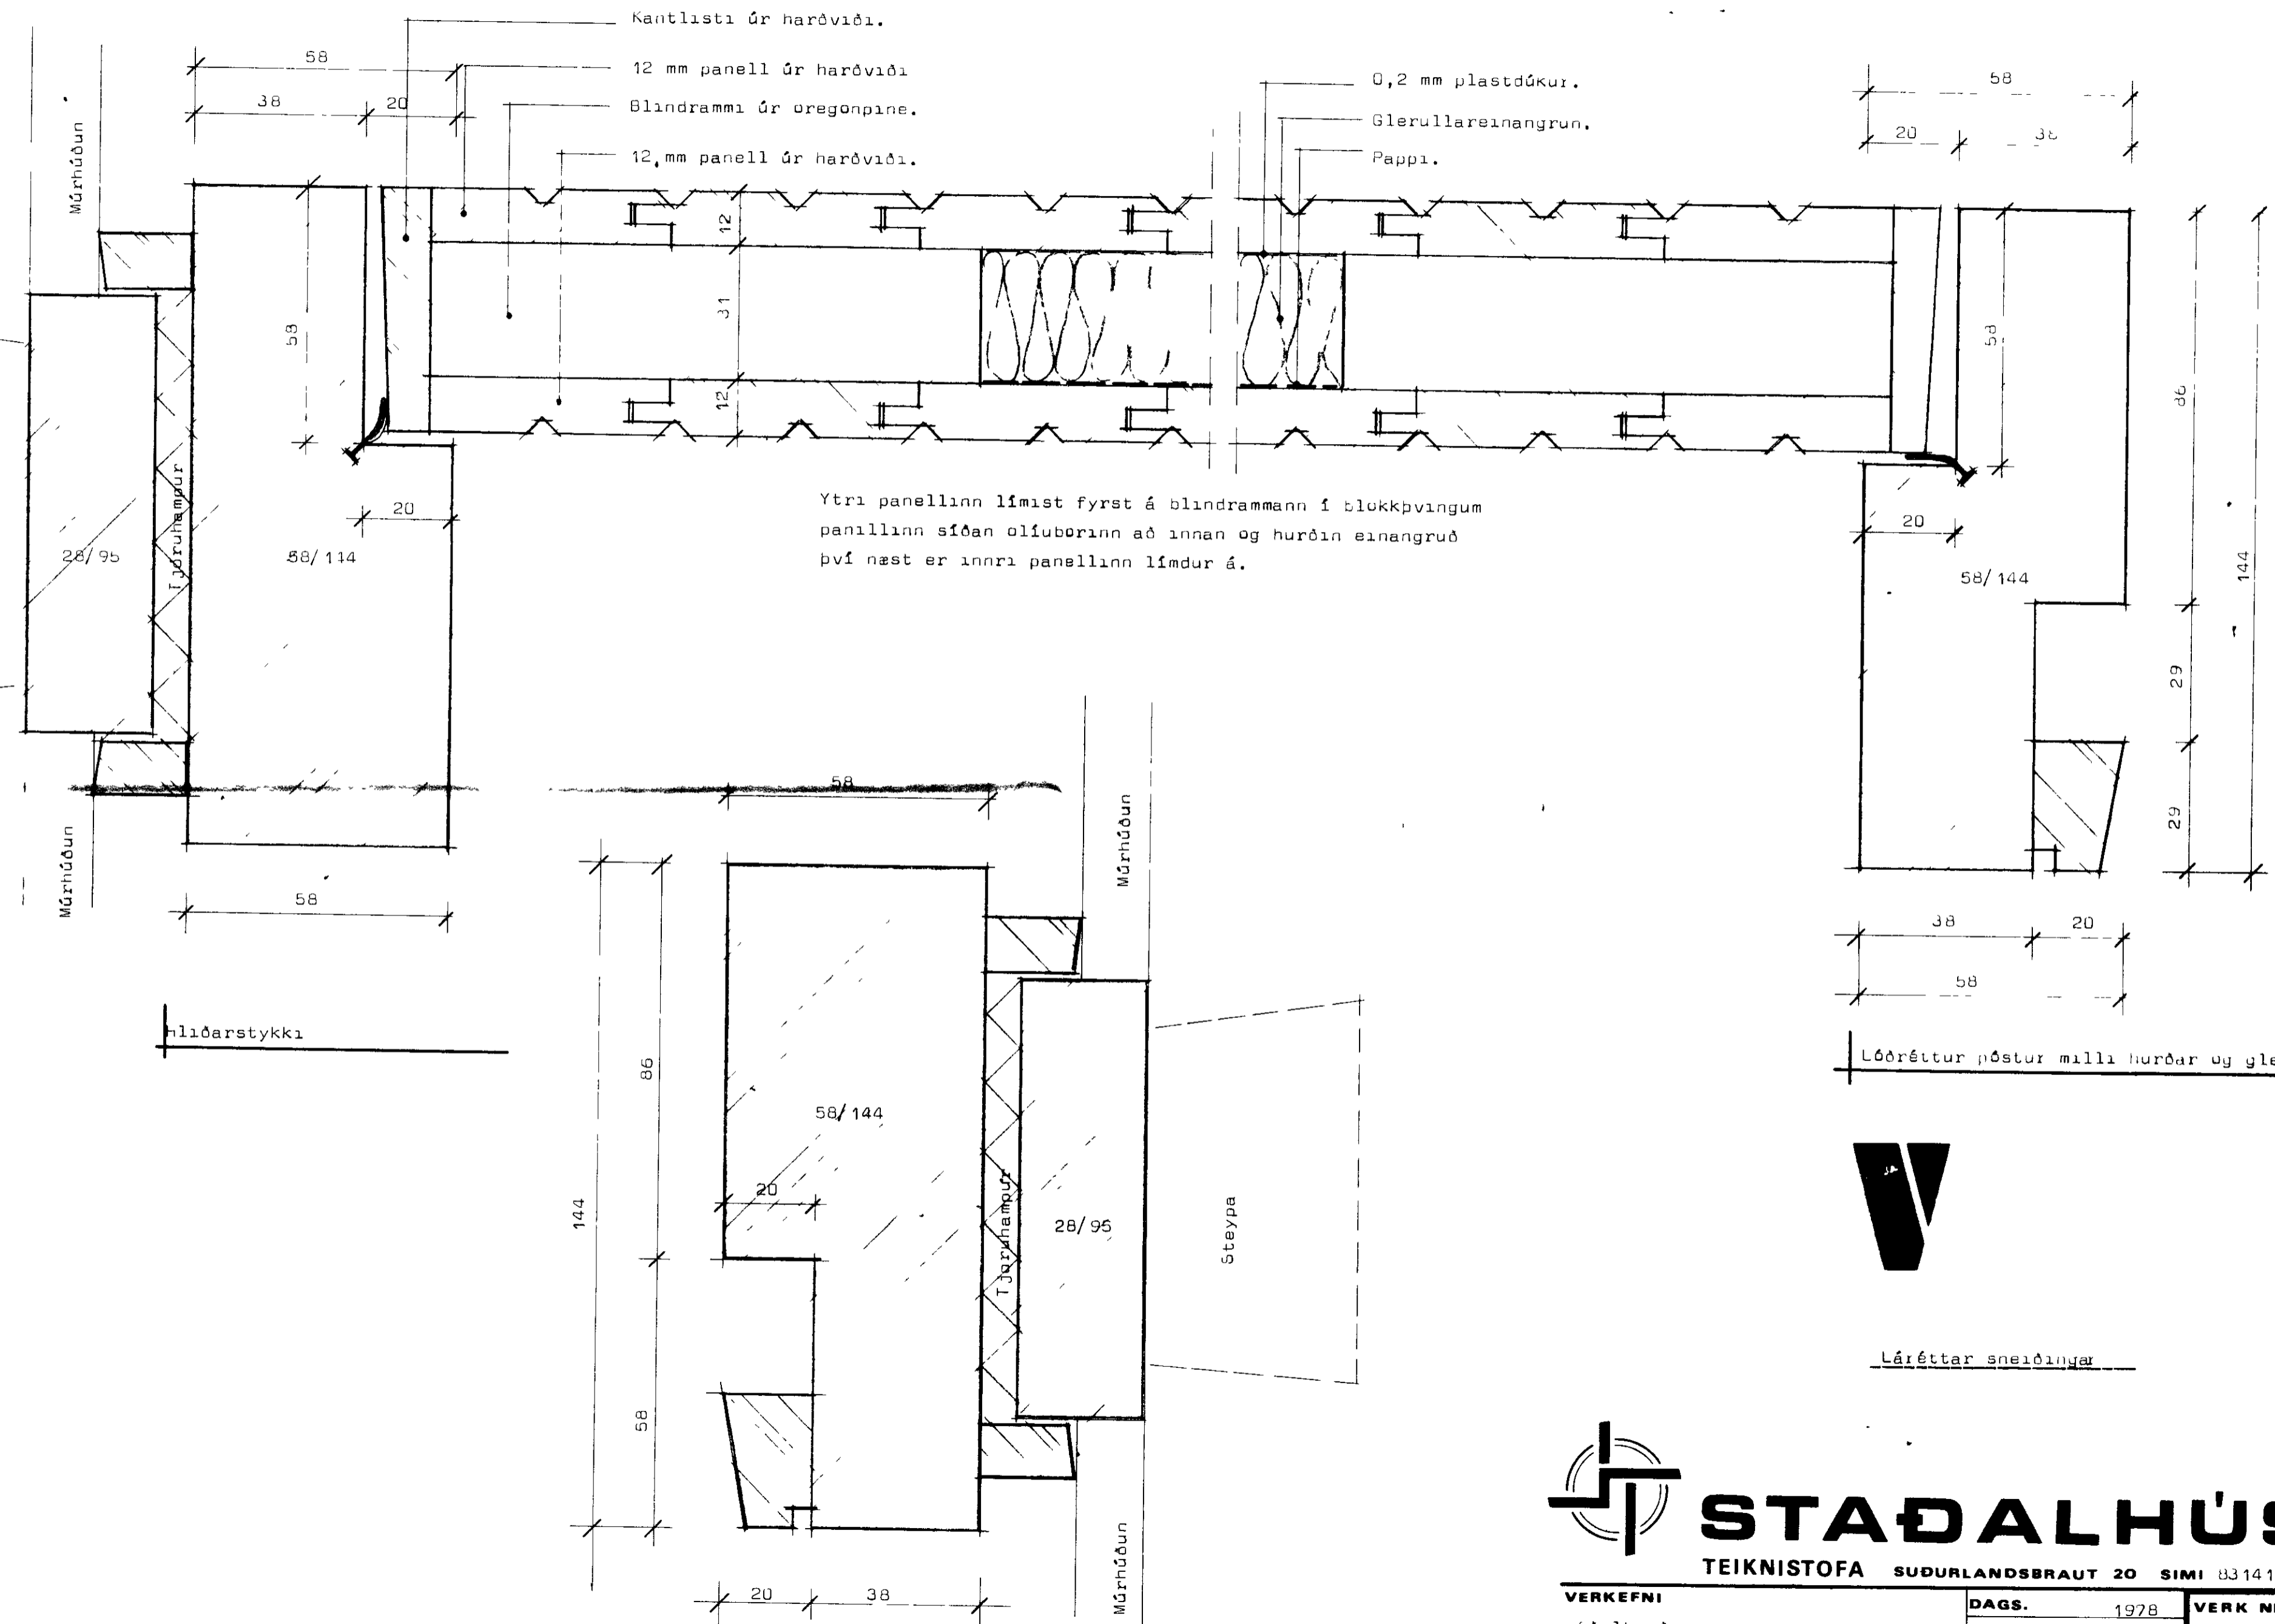 Kantlisti úr harðviði.
12 mm panell úr harðviði
Blindrammi úr oregonpine.
12 mm panell úr harðviði.
0,2 mm plastdúkur.
Glerullareinangrun.
Pappi.
58
38 20
58
20 38
Múrhúðun
58
12
31
12
58
86
144
20
28/95
Tjöruhampur
58/144
Ytri panellinn límist fyrst á blindrammann í blokkþvingum
panillinn síðan olíuborinn að innan og hurðin einangruð
því næst er innri panellinn límdur á.
20
58/144
29
29
Múrhúðun
58
hliðarstykki
58
Múrhúðun
86
144
58/144
20
Tjöruhampur
28/95
Steypa
58
20 38
Múrhúðun
38 20
58
Lóðréttur póstur milli hurðar og gle
JA
Láréttar sneiðingar
STAÐALHÚS
TEIKNISTOFA SUÐURLANDSBRAUT 20 SIMI 83141
VERKEFNI
DAGS. 1978
VERK N